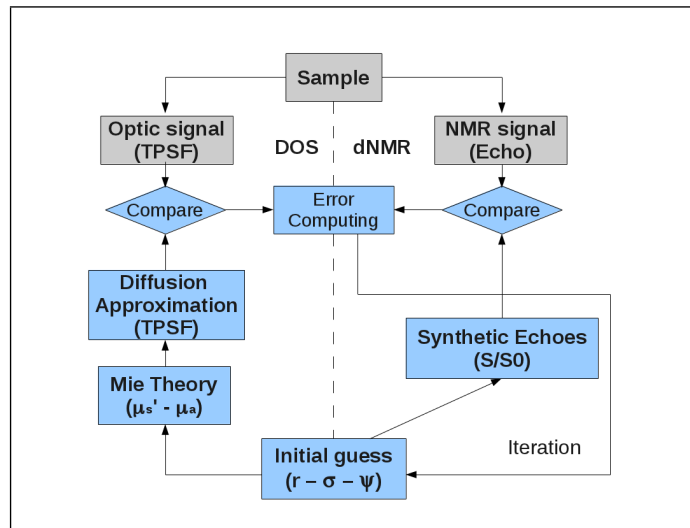 Sample
Optic signal
(TPSF)
DOS
dNMR
NMR signal
(Echo)
Compare
Error
Computing
Compare
Diffusion
Approximation
(TPSF)
Synthetic Echoes
(S/S0)
Mie Theory
(μs' - μa)
Initial guess
(r – σ – ψ)
Iteration